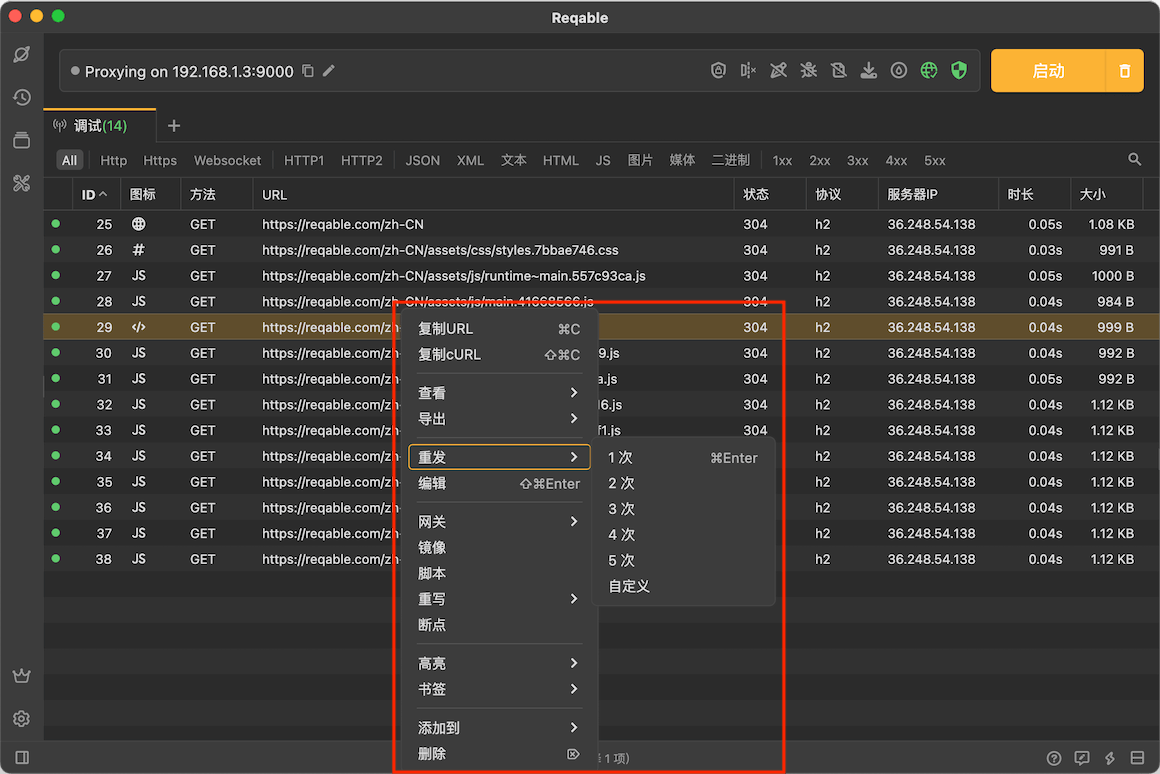 Reqable
Proxying on 192.168.1.3:9000
启动
调试(14)
All Http Https Websocket HTTP1 HTTP2 JSON XML 文本 HTML JS 图片 媒体 二进制 1xx 2xx 3xx 4xx 5xx
ID 图标 方法 URL 状态 协议 服务器IP 时长 大小
25 GET https://reqable.com/zh-CN 304 h2 36.248.54.138 0.05s 1.08 KB
26 # GET https://reqable.com/zh-CN/assets/css/styles.7bbae746.css 304 h2 36.248.54.138 0.03s 991 B
27 JS GET https://reqable.com/zh-CN/assets/js/runtime~main.557c93ca.js 304 h2 36.248.54.138 0.05s 1000 B
28 JS GET https://reqable.com/zh-CN/assets/js/main.41668566.js 304 h2 36.248.54.138 0.04s 984 B
29 </> GET https://reqable.com/zh- 304 h2 36.248.54.138 0.04s 999 B
30 JS GET https://reqable.com/zh- 9.js 304 h2 36.248.54.138 0.04s 992 B
31 JS GET https://reqable.com/zh- a.js 304 h2 36.248.54.138 0.05s 992 B
32 JS GET https://reqable.com/zh- 6.js 304 h2 36.248.54.138 0.04s 1.12 KB
33 JS GET https://reqable.com/zh- f1.js 304 h2 36.248.54.138 0.04s 1.12 KB
34 JS GET https://reqable.com/zh- h2 36.248.54.138 0.04s 1.12 KB
35 JS GET https://reqable.com/zh- h2 36.248.54.138 0.04s 1.12 KB
36 JS GET https://reqable.com/zh- h2 36.248.54.138 0.04s 1.12 KB
37 JS GET https://reqable.com/zh- h2 36.248.54.138 0.04s 1.12 KB
38 JS GET https://reqable.com/zh- h2 36.248.54.138 0.04s 1.12 KB
复制URL ⌘C
复制cURL ⇧⌘C
查看
导出
重发
编辑 ⇧⌘Enter
网关
镜像
脚本
重写
断点
高亮
书签
添加到
删除
1 次 ⌘Enter
2 次
3 次
4 次
5 次
自定义
1 项)